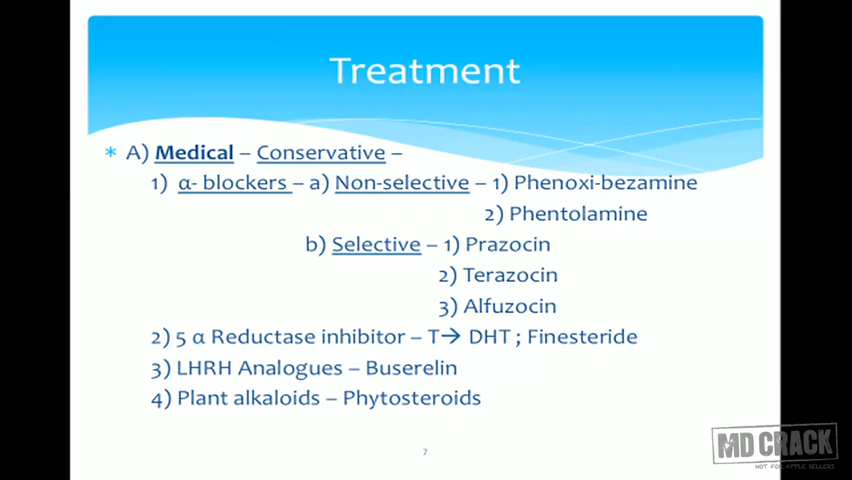 Treatment
* A) Medical – Conservative –
1) α- blockers – a) Non-selective – 1) Phenoxi-bezamine
2) Phentolamine
b) Selective – 1) Prazocin
2) Terazocin
3) Alfuzocin
2) 5 α Reductase inhibitor – T→ DHT ; Finesteride
3) LHRH Analogues – Buserelin
4) Plant alkaloids – Phytosteroids
7
MD CRACK
NOT FOR APPLE SELLERS